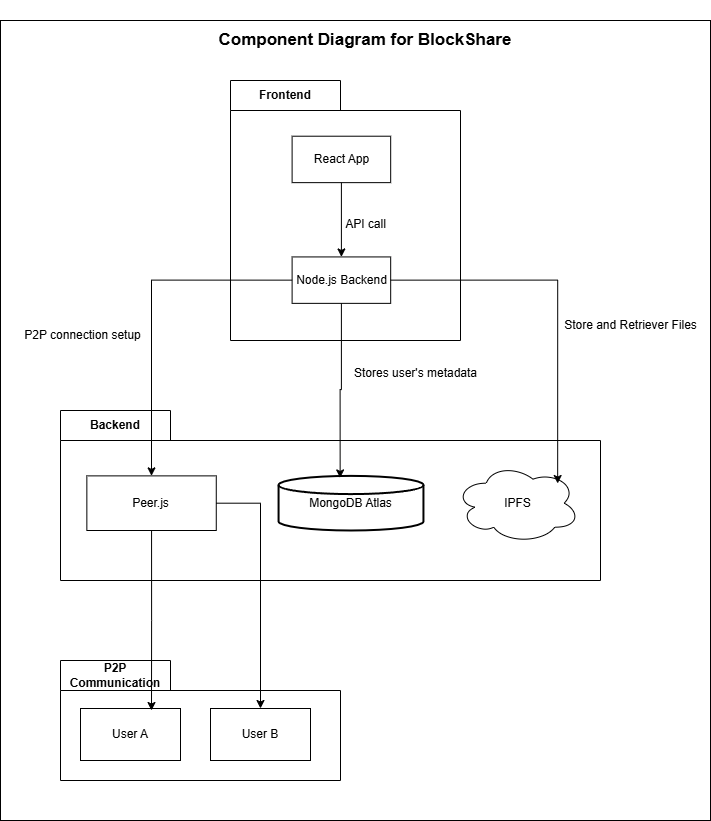 Component Diagram for BlockShare
Frontend
React App
API call
Node.js Backend
P2P connection setup
Store and Retriever Files
Stores user's metadata
Backend
Peer.js
MongoDB Atlas
IPFS
P2P
Communication
User A
User B